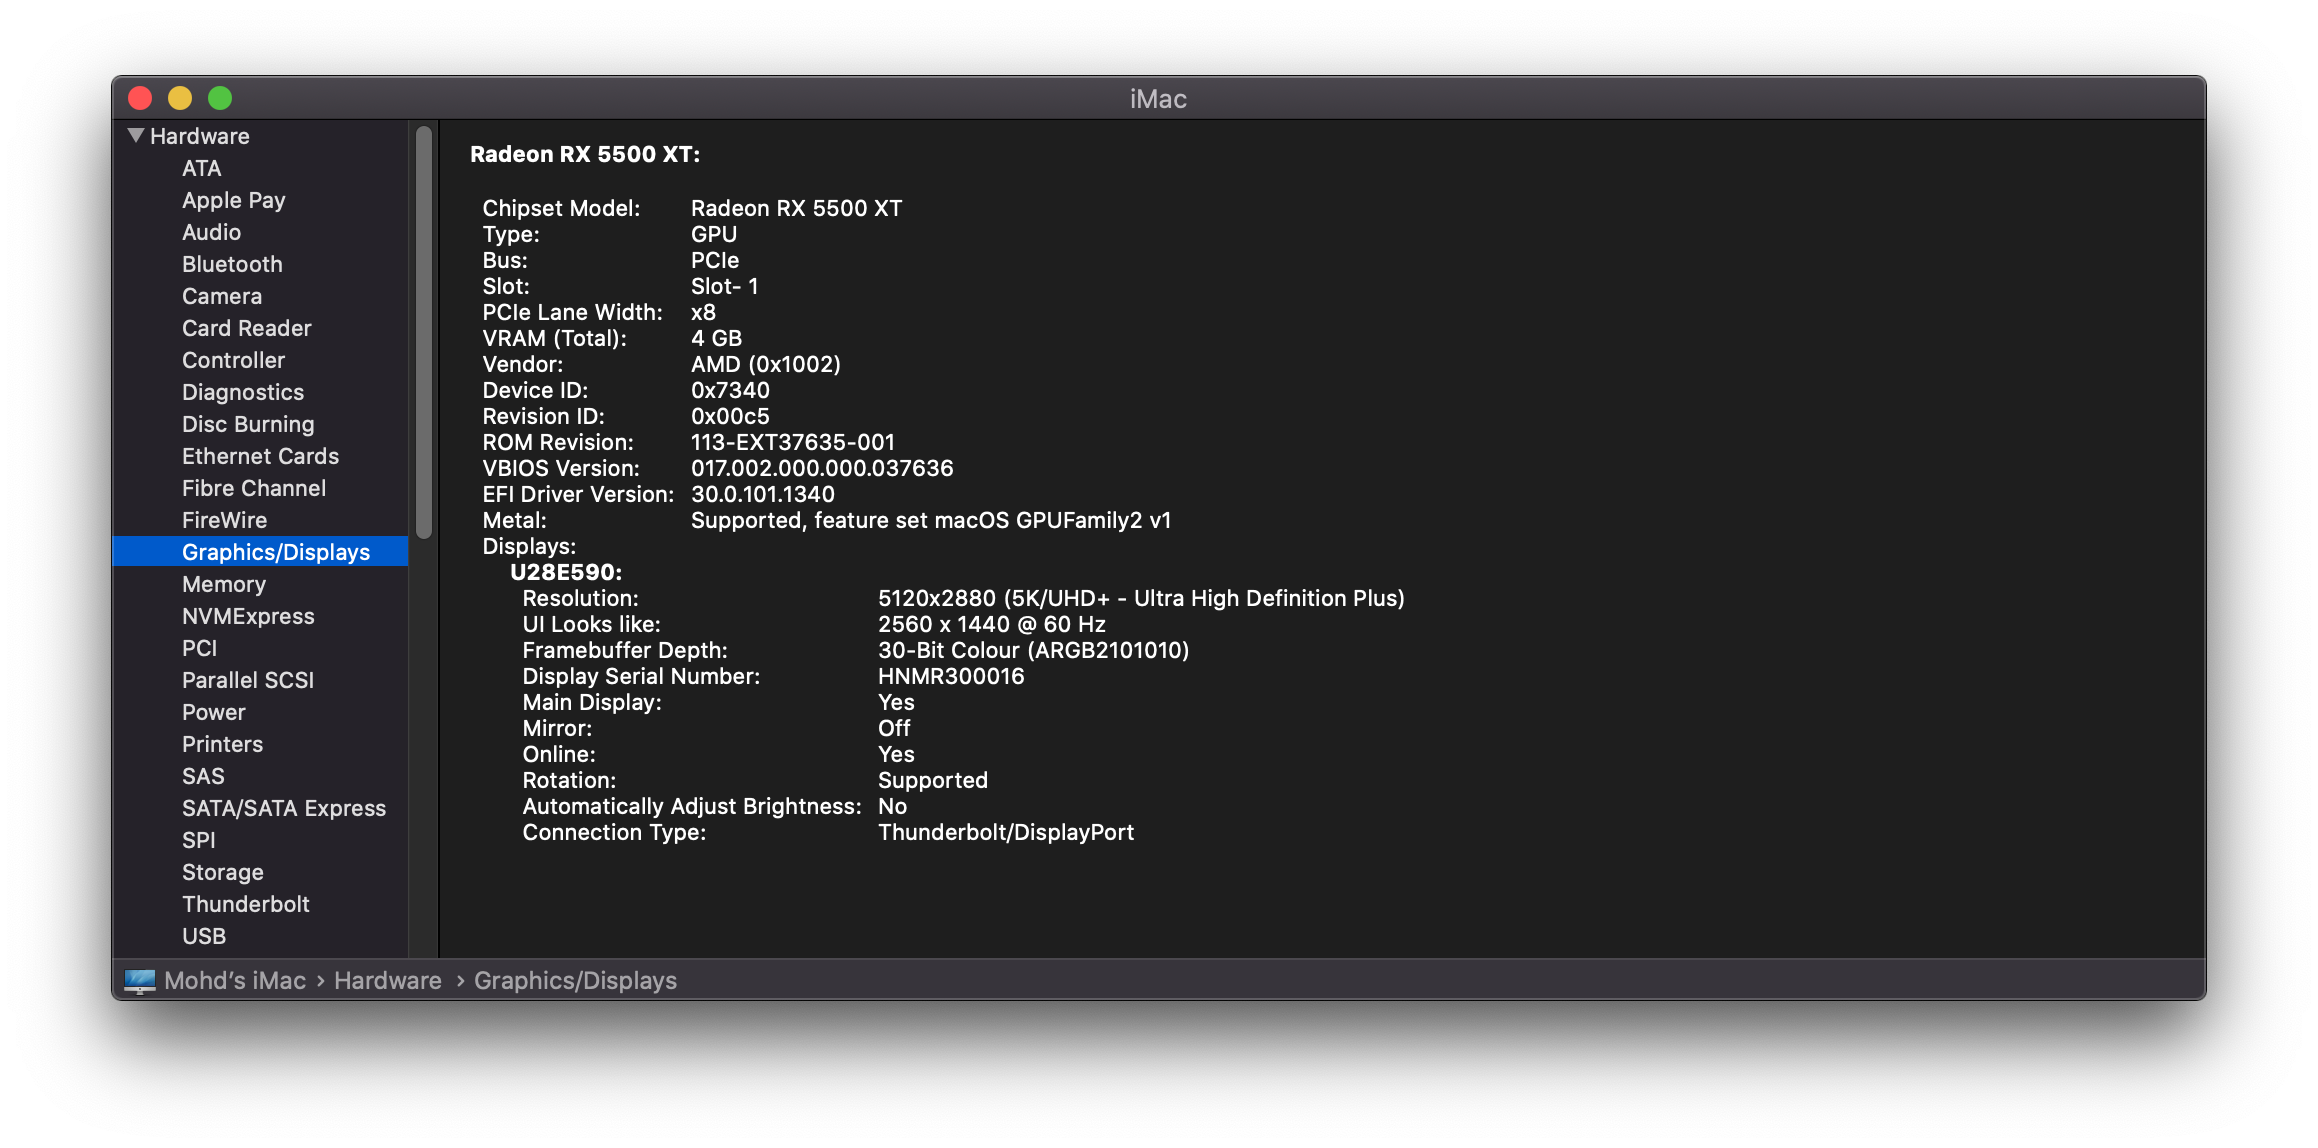 iMac
Hardware
ATA
Apple Pay
Audio
Bluetooth
Camera
Card Reader
Controller
Diagnostics
Disc Burning
Ethernet Cards
Fibre Channel
FireWire
Graphics/Displays
Memory
NVMExpress
PCI
Parallel SCSI
Power
Printers
SAS
SATA/SATA Express
SPI
Storage
Thunderbolt
USB
Radeon RX 5500 XT:
Chipset Model: Radeon RX 5500 XT
Type: GPU
Bus: PCIe
Slot: Slot- 1
PCIe Lane Width: x8
VRAM (Total): 4 GB
Vendor: AMD (0x1002)
Device ID: 0x7340
Revision ID: 0x00c5
ROM Revision: 113-EXT37635-001
VBIOS Version: 017.002.000.000.037636
EFI Driver Version: 30.0.101.1340
Metal: Supported, feature set macOS GPUFamily2 v1
Displays:
U28E590:
Resolution: 5120x2880 (5K/UHD+ - Ultra High Definition Plus)
UI Looks like: 2560 x 1440 @ 60 Hz
Framebuffer Depth: 30-Bit Colour (ARGB2101010)
Display Serial Number: HNMR300016
Main Display: Yes
Mirror: Off
Online: Yes
Rotation: Supported
Automatically Adjust Brightness: No
Connection Type: Thunderbolt/DisplayPort
Mohd’s iMac › Hardware › Graphics/Displays